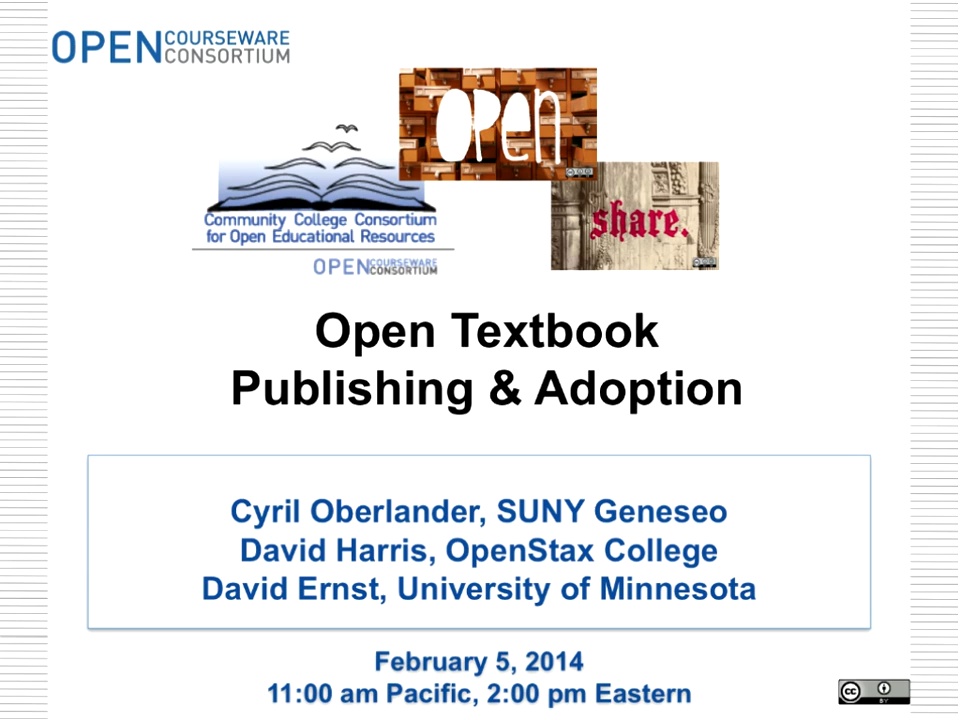 OPEN COURSEWARE CONSORTIUM
OPEN
share.
Community College Consortium
for Open Educational Resources
OPEN COURSEWARE CONSORTIUM
Open Textbook
Publishing & Adoption
Cyril Oberlander, SUNY Geneseo
David Harris, OpenStax College
David Ernst, University of Minnesota
February 5, 2014
11:00 am Pacific, 2:00 pm Eastern
cc
BY